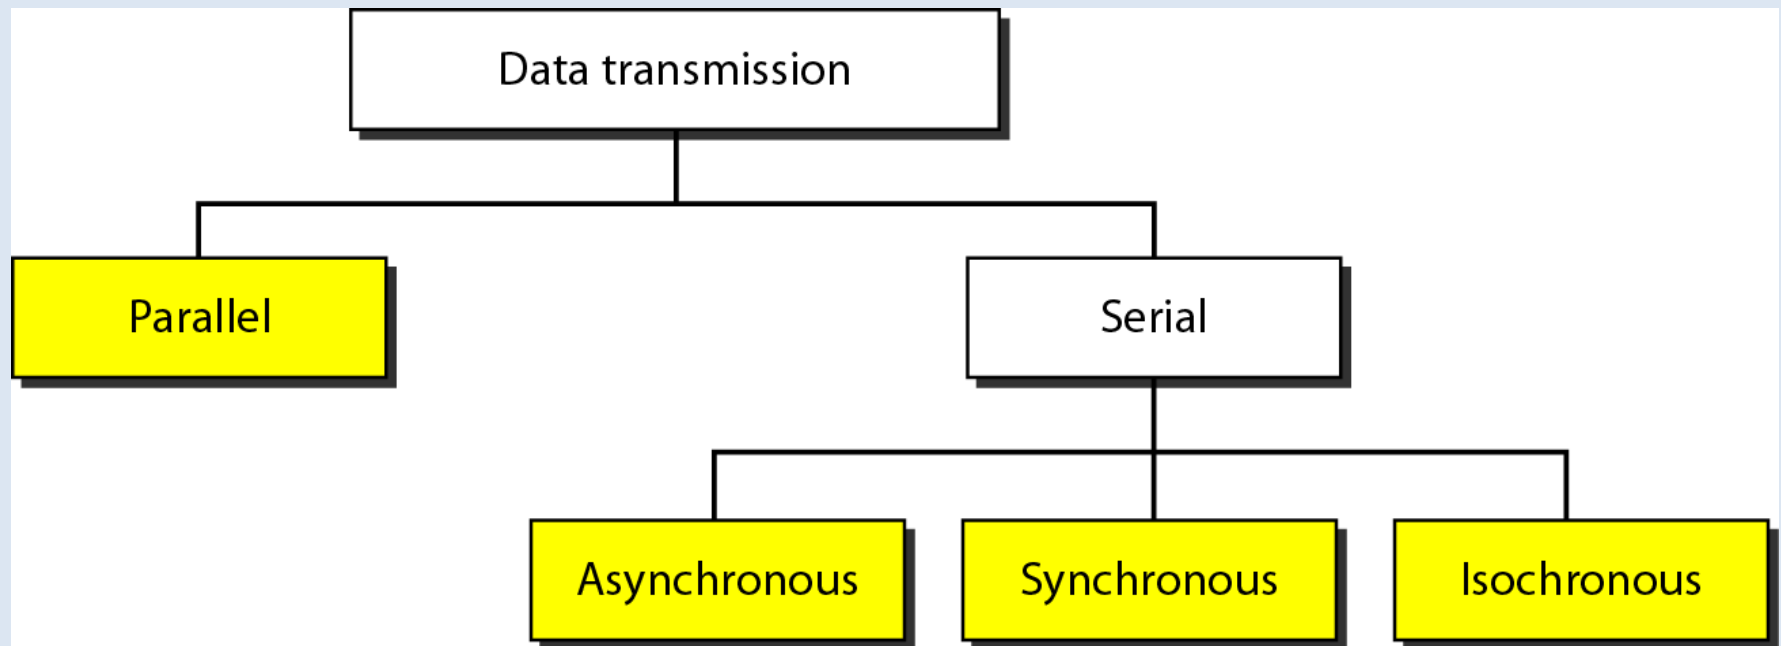 Data transmission
Parallel
Serial
Asynchronous
Synchronous
Isochronous